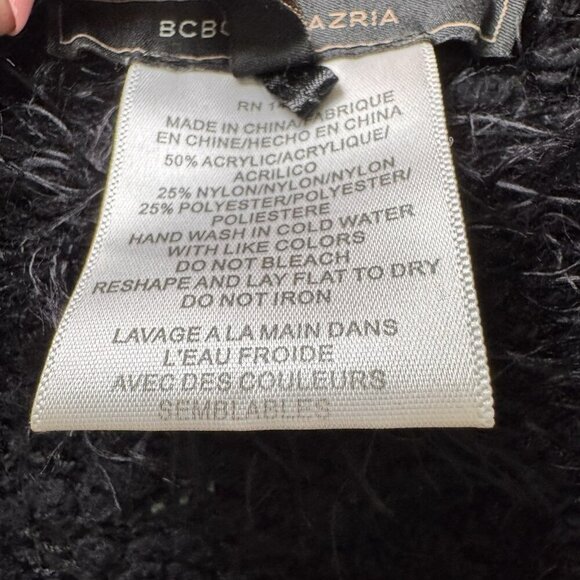 BCBG AZRIA
RN 14
MADE IN CHINA/FABRIQUE
EN CHINE/HECHO EN CHINA
50% ACRYLIC/ACRYLIQUE/
ACRILICO
25% NYLON/NYLON/NYLON
25% POLYESTER/POLYESTER/
POLIESTERE
HAND WASH IN COLD WATER
WITH LIKE COLORS
DO NOT BLEACH
RESHAPE AND LAY FLAT TO DRY
DO NOT IRON
LAVAGE A LA MAIN DANS
L'EAU FROIDE
AVEC DES COULEURS
SEMBLABLES